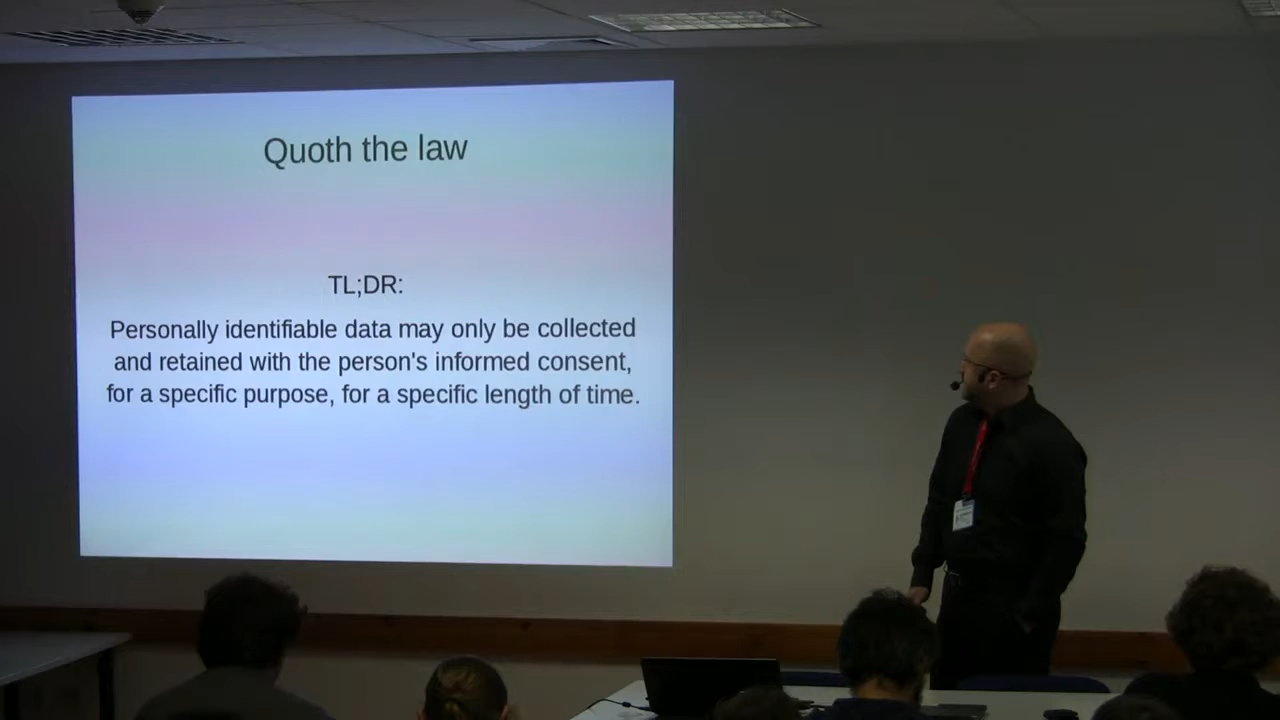 Quoth the law
TL;DR:
Personally identifiable data may only be collected
and retained with the person's informed consent,
for a specific purpose, for a specific length of time.